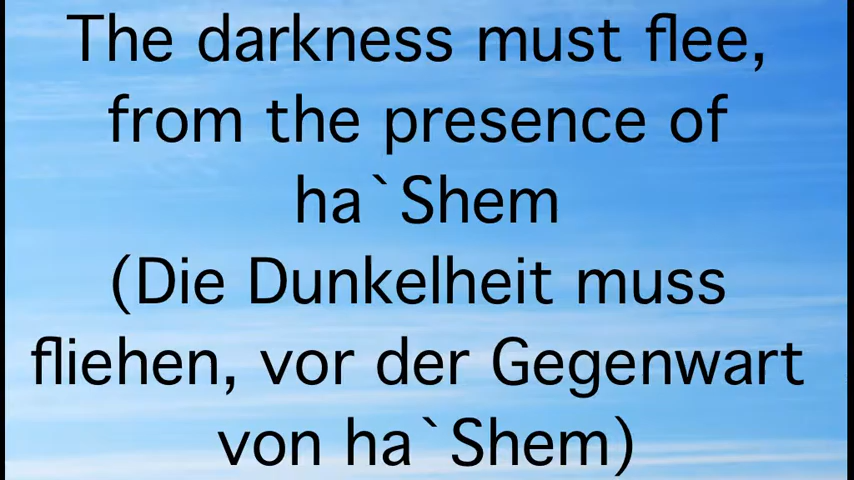 The darkness must flee,
from the presence of
ha`Shem
(Die Dunkelheit muss
fliehen, vor der Gegenwart
von ha`Shem)